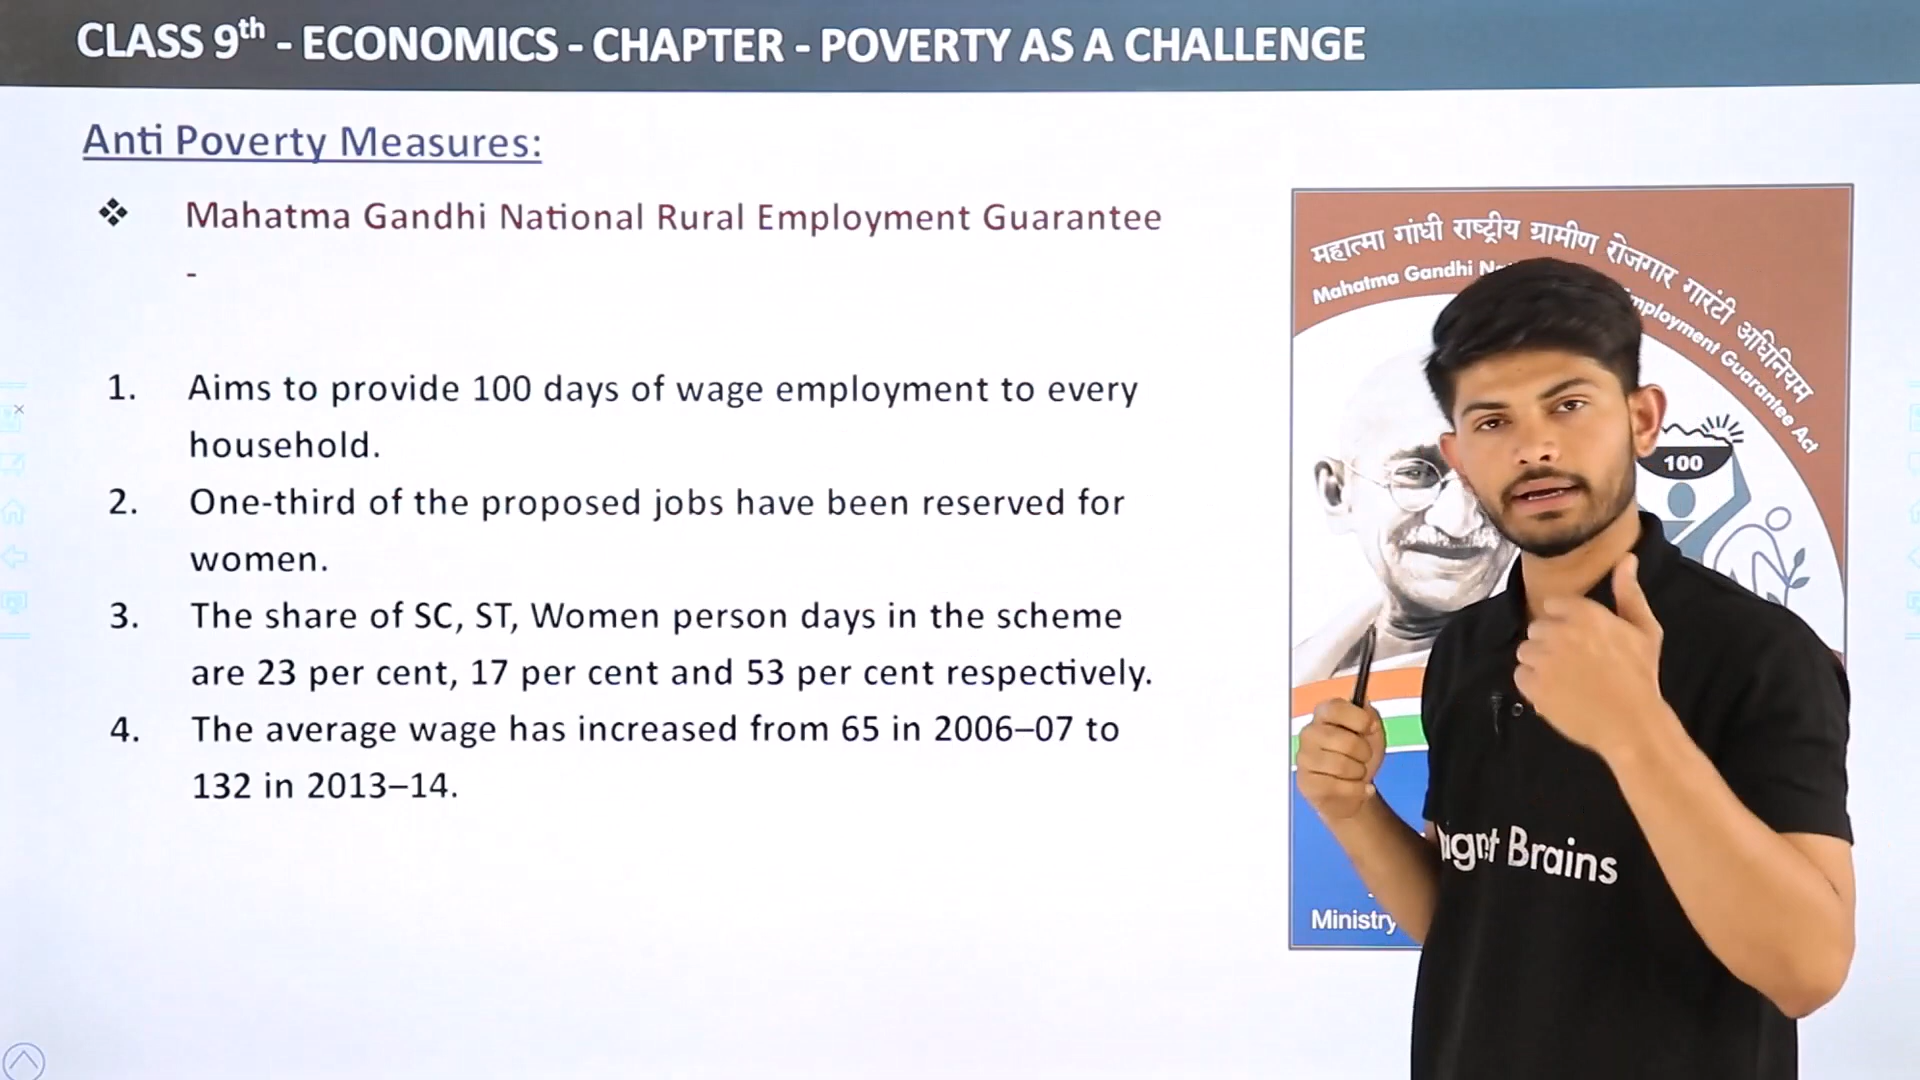 CLASS 9th - ECONOMICS - CHAPTER - POVERTY AS A CHALLENGE
Anti Poverty Measures:
❖ Mahatma Gandhi National Rural Employment Guarantee
-
1. Aims to provide 100 days of wage employment to every
household.
2. One-third of the proposed jobs have been reserved for
women.
3. The share of SC, ST, Women person days in the scheme
are 23 per cent, 17 per cent and 53 per cent respectively.
4. The average wage has increased from 65 in 2006–07 to
132 in 2013–14.
महात्मा गांधी राष्ट्रीय ग्रामीण रोजगार गारंटी अधिनियम
Mahatma Gandhi Employment Guarantee Act
100
Brains
Ministry